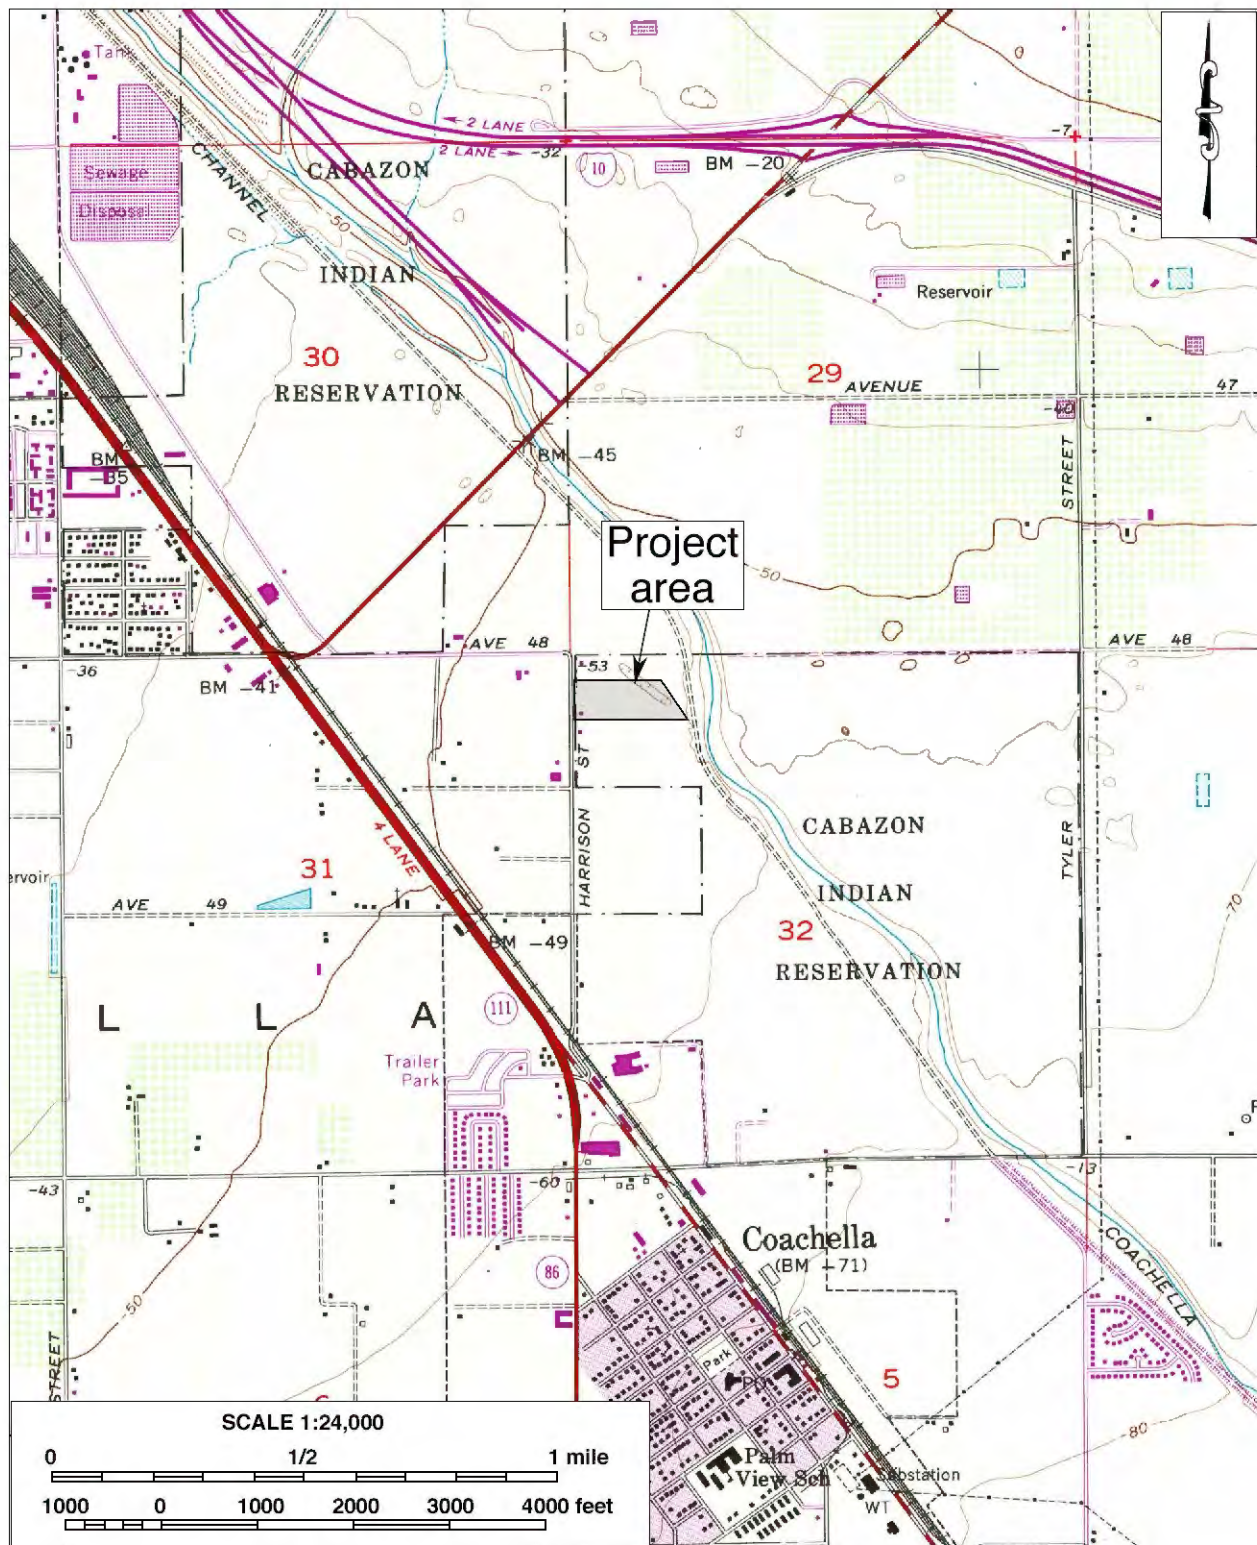 Tank
← 2 LANE
2 LANE →
-32
10
-7
BM -20
CHANNEL
CABAZON
Sewage
Disposal
-50
INDIAN
Reservoir
30
RESERVATION
29
AVENUE
47
-40
BM
-35
BM -45
STREET
Project
area
-50
AVE 48
AVE 48
-36
-53
BM -41
ST
HARRISON
4 LANE
CABAZON
TYLER
31
ervoir
AVE 49
INDIAN
32
-70
BM -49
RESERVATION
L L A
111
Trailer
Park
-43
-60
-13
Coachella
(BM -71)
COACHELLA
86
-50
STREET
Park
PO
5
-80
Palm
View Sch
Substation
WT
SCALE 1:24,000
0 1/2 1 mile
1000 0 1000 2000 3000 4000 feet